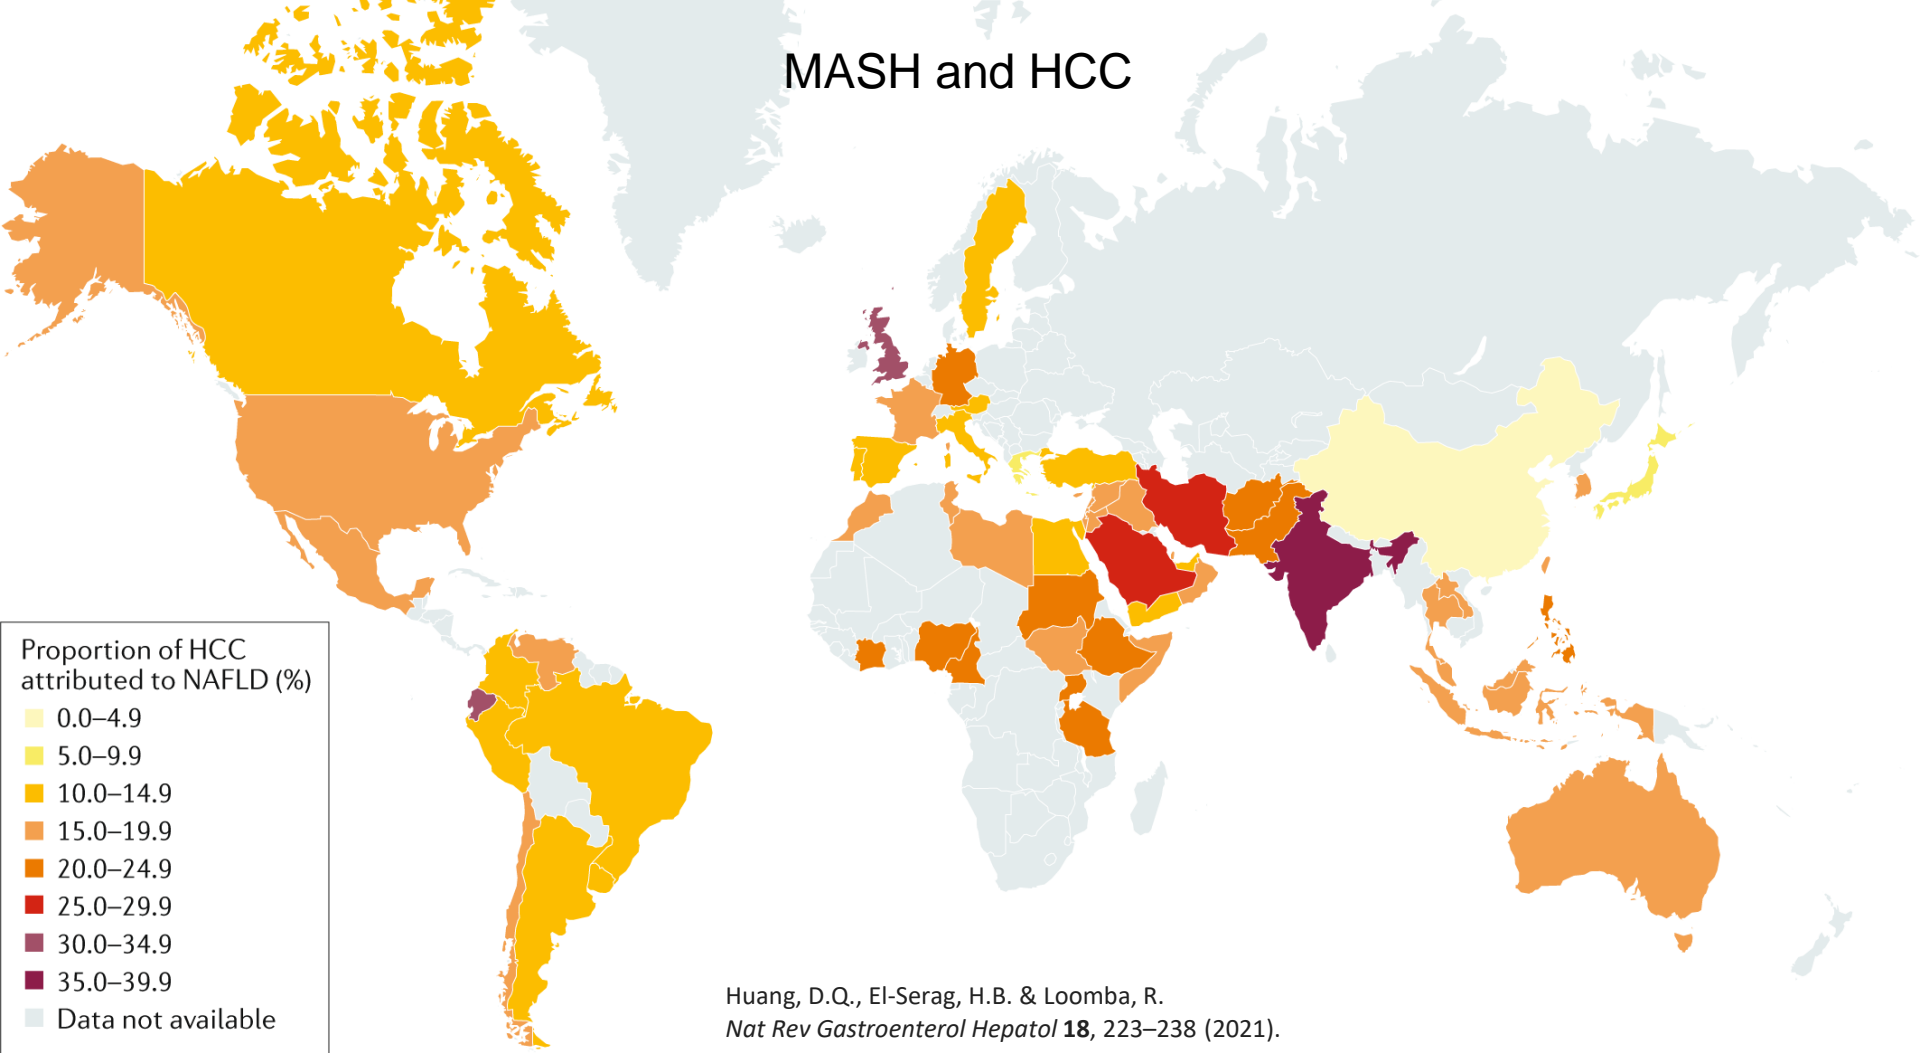 MASH and HCC
Proportion of HCC
attributed to NAFLD (%)
0.0–4.9
5.0–9.9
10.0–14.9
15.0–19.9
20.0–24.9
25.0–29.9
30.0–34.9
35.0–39.9
Data not available
Huang, D.Q., El-Serag, H.B. & Loomba, R.
Nat Rev Gastroenterol Hepatol 18, 223–238 (2021).